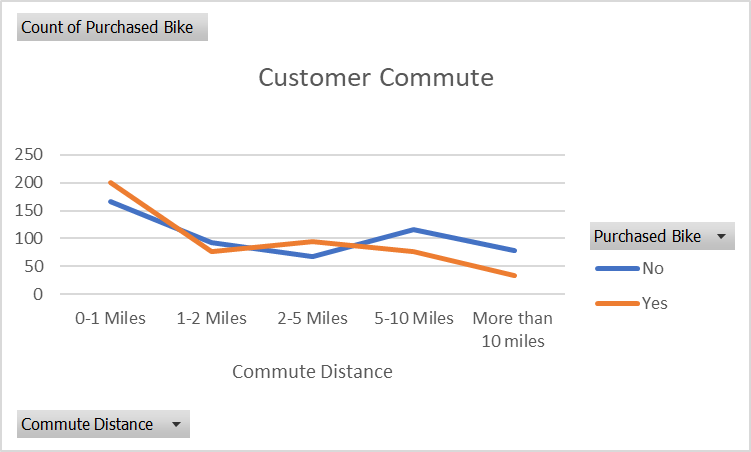 Count of Purchased Bike
Customer Commute
250
200
150
100
50
0
0-1 Miles 1-2 Miles 2-5 Miles 5-10 Miles More than
10 miles
Commute Distance
Purchased Bike
No
Yes
Commute Distance